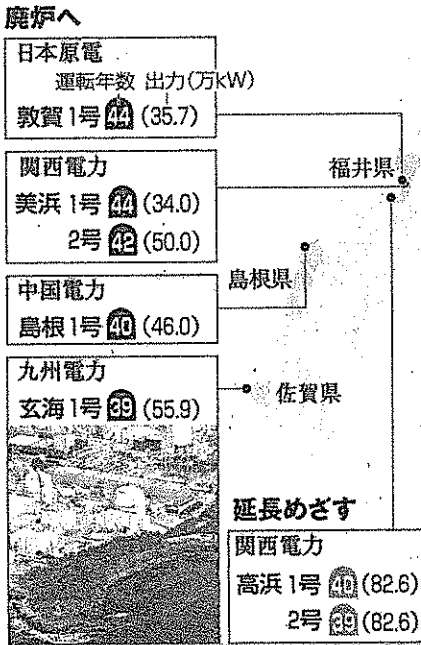 廃炉へ
日本原電
運転年数 出力(万kW)
敦賀1号 44 (35.7)
関西電力
美浜 1号 44 (34.0)
2号 42 (50.0)
中国電力
島根1号 40 (46.0)
九州電力
玄海1号 39 (55.9)
福井県
島根県
佐賀県
延長めざす
関西電力
高浜 1号 40 (82.6)
2号 39 (82.6)